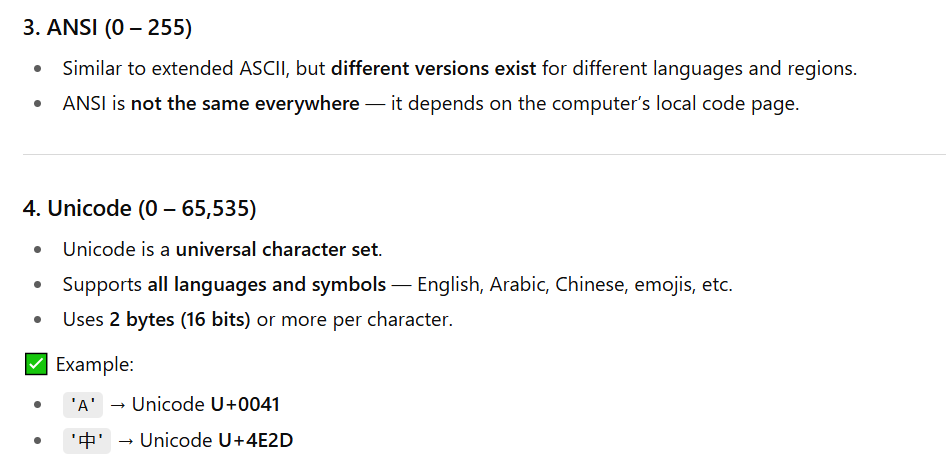 3. ANSI (0 – 255)
• Similar to extended ASCII, but different versions exist for different languages and regions.
• ANSI is not the same everywhere — it depends on the computer’s local code page.
4. Unicode (0 – 65,535)
• Unicode is a universal character set.
• Supports all languages and symbols — English, Arabic, Chinese, emojis, etc.
• Uses 2 bytes (16 bits) or more per character.
✅ Example:
• 'A' → Unicode U+0041
• '中' → Unicode U+4E2D